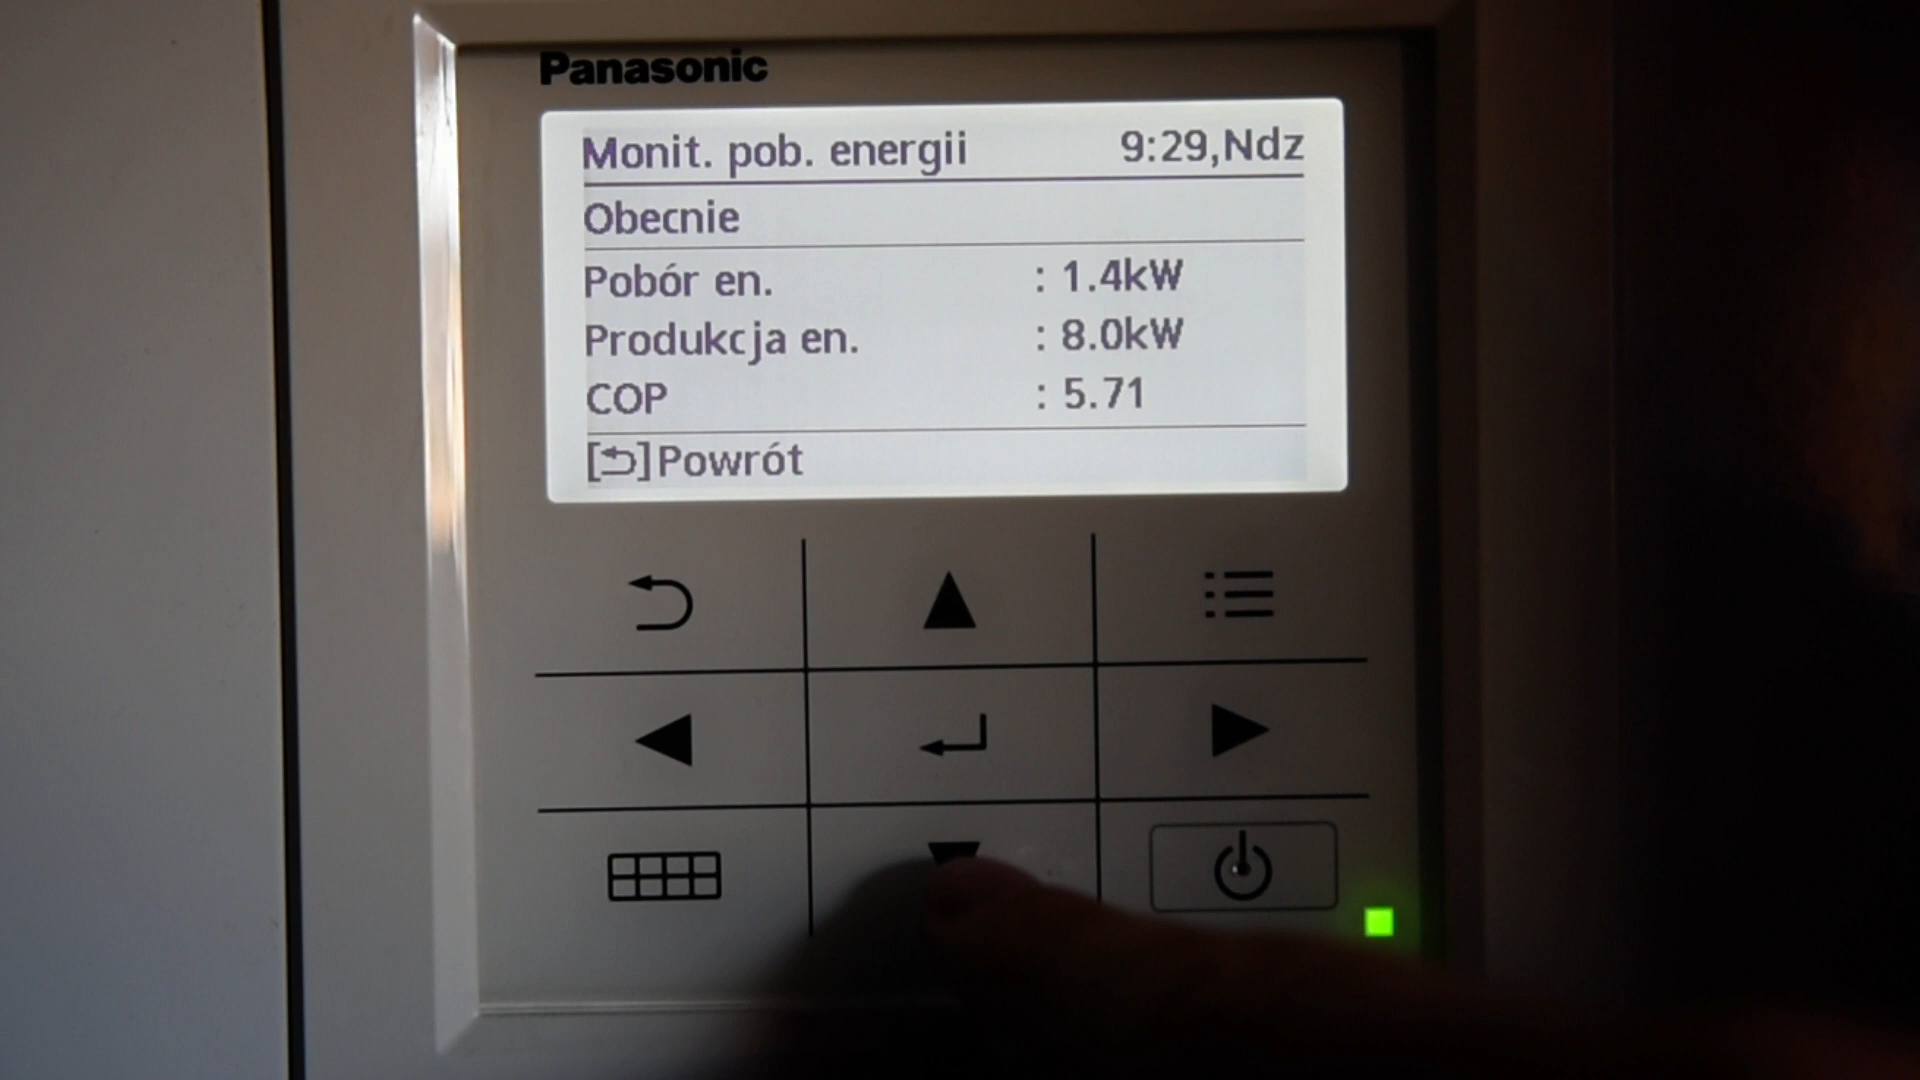 Panasonic
Monit. pob. energii 9:29,Ndz
Obecnie
Pobór en. : 1.4kW
Produkcja en. : 8.0kW
COP : 5.71
[⮌]Powrót